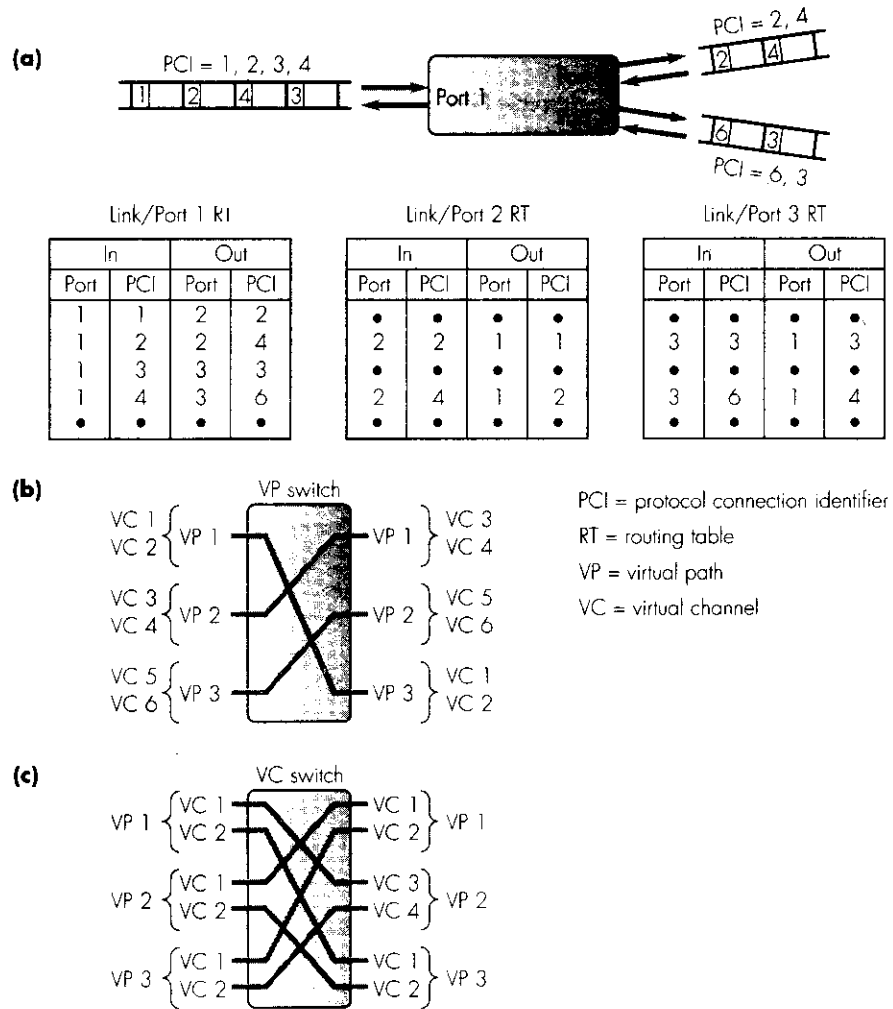 (a)
PCI = 1, 2, 3, 4
1 2 4 3
Port 1
PCI = 2, 4
2 4
6 3
PCI = 6, 3
Link/Port 1 RT
In Out
Port PCI Port PCI
1 1 2 2
1 2 2 4
1 3 3 3
1 4 3 6
• • • •
Link/Port 2 RT
In Out
Port PCI Port PCI
• • • •
2 2 1 1
• • • •
2 4 1 2
• • • •
Link/Port 3 RT
In Out
Port PCI Port PCI
• • • •
3 3 1 3
• • • •
3 6 1 4
• • • •
(b)
VP switch
VC 1
VC 2
VP 1
VP 1
VC 3
VC 4
VC 3
VC 4
VP 2
VP 2
VC 5
VC 6
VC 5
VC 6
VP 3
VP 3
VC 1
VC 2
PCI = protocol connection identifier
RT = routing table
VP = virtual path
VC = virtual channel
(c)
VC switch
VP 1
VC 1
VC 2
VC 1
VC 2
VP 1
VP 2
VC 1
VC 2
VC 3
VC 4
VP 2
VP 3
VC 1
VC 2
VC 1
VC 2
VP 3